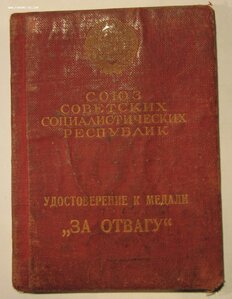 СОЮЗ
СОВЕТСКИХ
СОЦИАЛИСТИЧЕСКИХ
РЕСПУБЛИК
УДОСТОВЕРЕНИЕ К МЕДАЛИ
„ЗА ОТВАГУ“